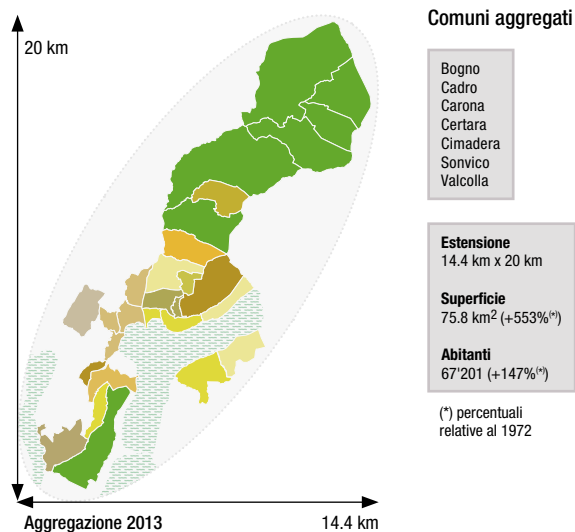 20 km
Comuni aggregati
Bogno
Cadro
Carona
Certara
Cimadera
Sonvico
Valcolla
Estensione
14.4 km x 20 km
Superficie
75.8 km² (+553%(*))
Abitanti
67'201 (+147%(*))
(*) percentuali
relative al 1972
Aggregazione 2013
14.4 km